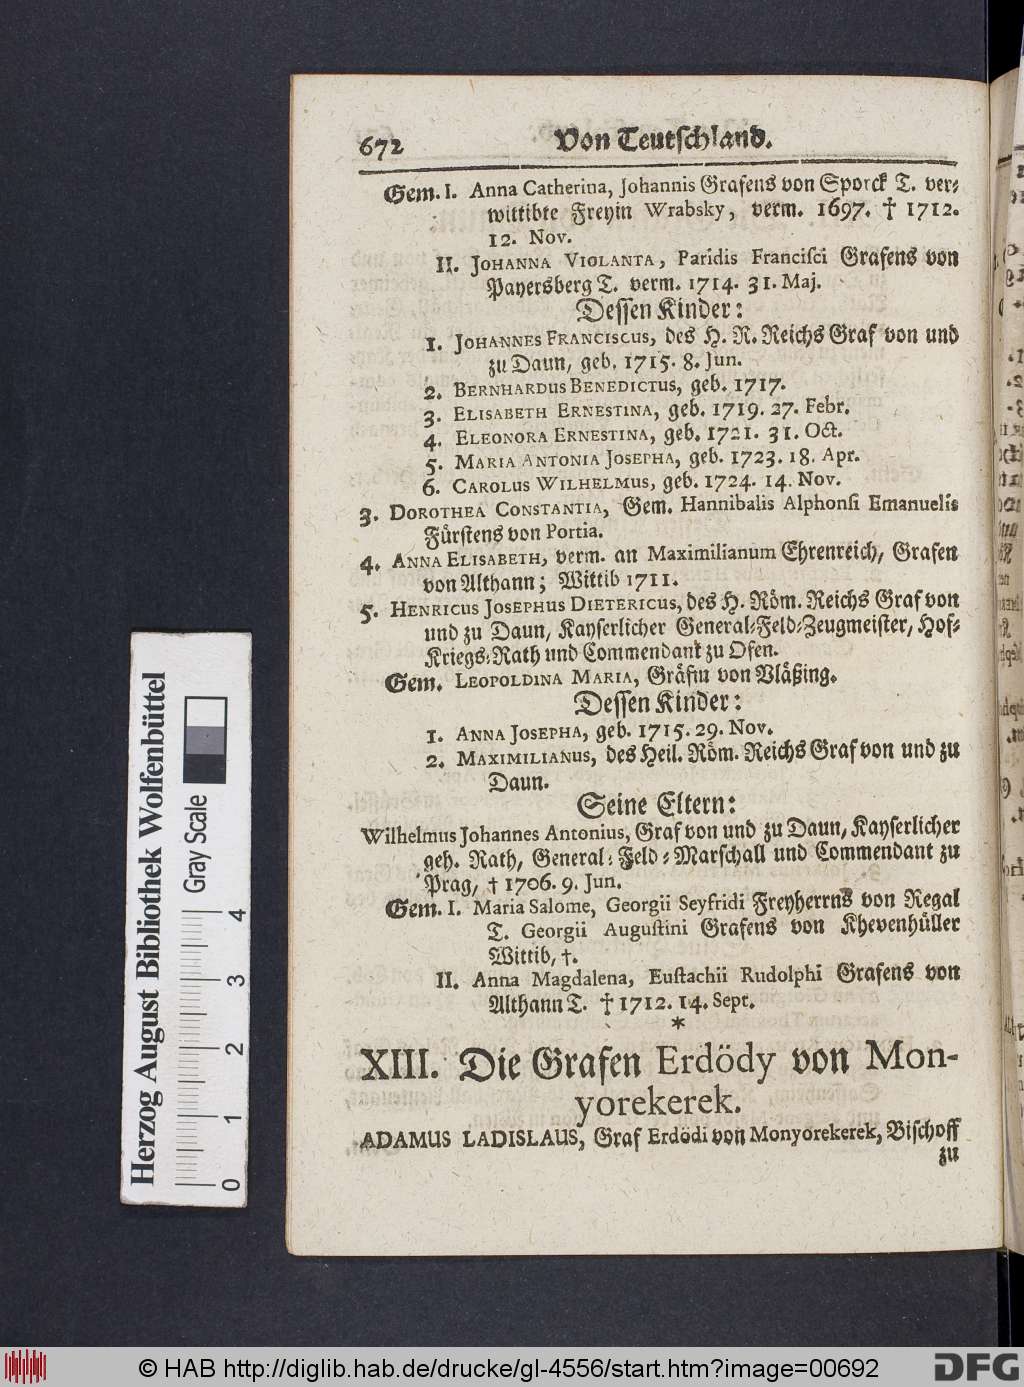 672 Von Teutschland.
Gem. I. Anna Catherina, Johannis Grafens von Sporck T. ver-
wittibte Freyin Wrabsky, verm. 1697. † 1712.
12. Nov.
II. JOHANNA VIOLANTA, Paridis Francisci Grafens von
Payersberg T. verm. 1714. 31. Maj.
Dessen Kinder:
1. JOHANNES FRANCISCUS, des H. R. Reichs Graf von und
zu Daun, geb. 1715. 8. Jun.
2. BERNHARDUS BENEDICTUS, geb. 1717.
3. ELISABETH ERNESTINA, geb. 1719. 27. Febr.
4. ELEONORA ERNESTINA, geb. 1721. 31. Oct.
5. MARIA ANTONIA JOSEPHA, geb. 1723. 18. Apr.
6. CAROLUS WILHELMUS, geb. 1724. 14. Nov.
3. DOROTHEA CONSTANTIA, Gem. Hannibalis Alphonsi Emanuelis
Fürstens von Portia.
4. ANNA ELISABETH, verm. an Maximilianum Ehrenreich, Grafen
von Althann; Wittib 1711.
5. HENRICUS JOSEPHUS DIETERICUS, des H. Röm. Reichs Graf von
und zu Daun, Kayserlicher General-Feld-Zeugmeister, Hof-
Kriegs-Rath und Commendant zu Ofen.
Gem. LEOPOLDINA MARIA, Gräfin von Vläßing.
Dessen Kinder:
1. ANNA JOSEPHA, geb. 1715. 29. Nov.
2. MAXIMILIANUS, des Heil. Röm. Reichs Graf von und zu
Daun.
Seine Eltern:
Wilhelmus Johannes Antonius, Graf von und zu Daun, Kayserlicher
geh. Rath, General-Feld-Marschall und Commendant zu
Prag, † 1706. 9. Jun.
Gem. I. Maria Salome, Georgii Seyfridi Freyherrns von Regal
T. Georgii Augustini Grafens von Khevenhüller
Wittib, †.
II. Anna Magdalena, Eustachii Rudolphi Grafens von
Althann T. † 1712. 14. Sept.
*
XIII. Die Grafen Erdödy von Mon-
yorekerek.
ADAMUS LADISLAUS, Graf Erdödi von Monyorekerek, Bischoff
zu
Herzog August Bibliothek Wolfenbüttel
Gray Scale
0 1 2 3 4
© HAB http://diglib.hab.de/drucke/gl-4556/start.htm?image=00692
DFG